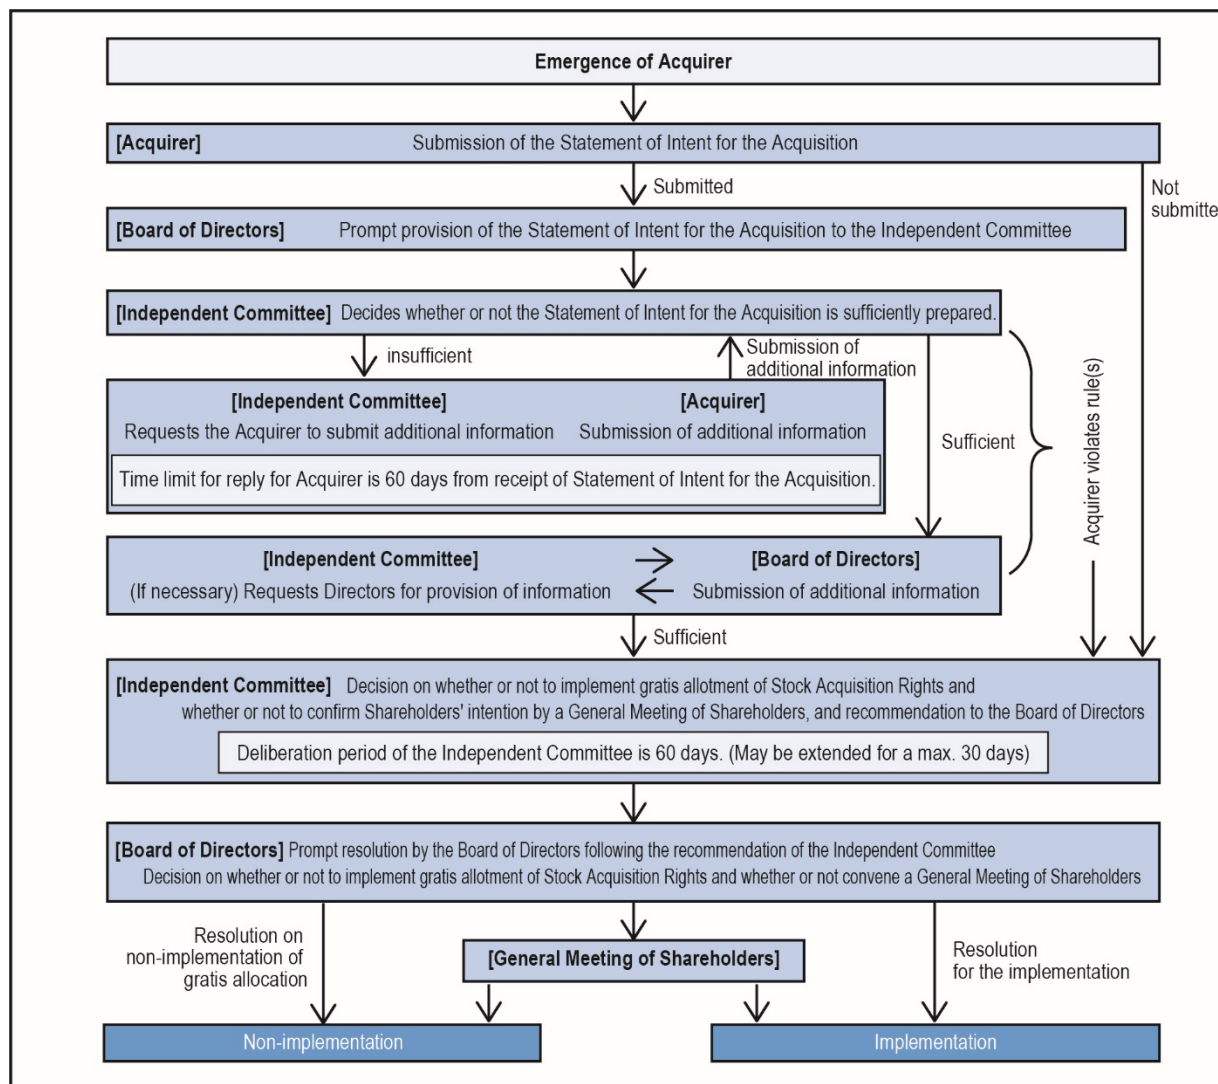 Emergence of Acquirer
[Acquirer] Submission of the Statement of Intent for the Acquisition
Submitted
Not
submitte
[Board of Directors] Prompt provision of the Statement of Intent for the Acquisition to the Independent Committee
[Independent Committee] Decides whether or not the Statement of Intent for the Acquisition is sufficiently prepared.
insufficient
Submission of
additional information
[Independent Committee] [Acquirer]
Requests the Acquirer to submit additional information Submission of additional information
Time limit for reply for Acquirer is 60 days from receipt of Statement of Intent for the Acquisition.
Sufficient
Acquirer violates rule(s)
[Independent Committee] [Board of Directors]
(If necessary) Requests Directors for provision of information Submission of additional information
Sufficient
[Independent Committee] Decision on whether or not to implement gratis allotment of Stock Acquisition Rights and
whether or not to confirm Shareholders' intention by a General Meeting of Shareholders, and recommendation to the Board of Directors
Deliberation period of the Independent Committee is 60 days. (May be extended for a max. 30 days)
[Board of Directors] Prompt resolution by the Board of Directors following the recommendation of the Independent Committee
Decision on whether or not to implement gratis allotment of Stock Acquisition Rights and whether or not convene a General Meeting of Shareholders
Resolution on
non-implementation of
gratis allocation
[General Meeting of Shareholders]
Resolution
for the implementation
Non-implementation
Implementation